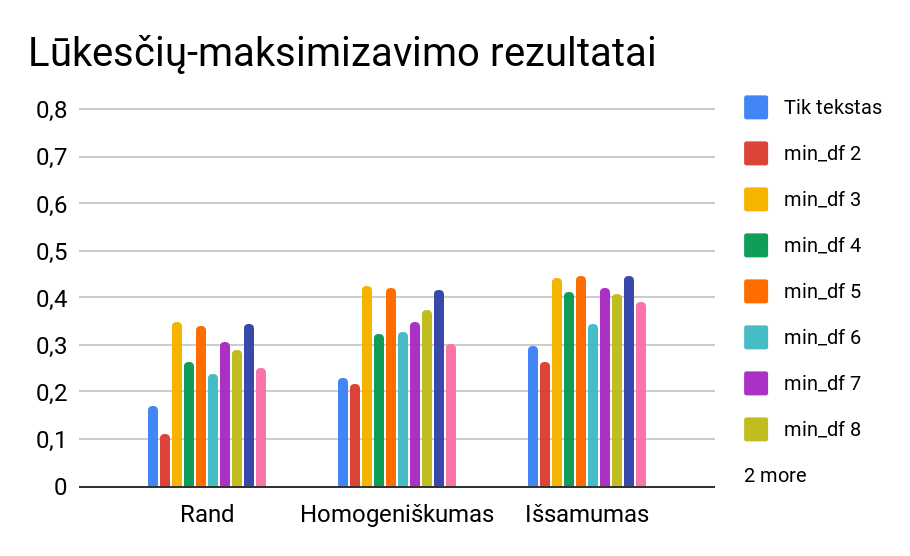 Lūkesčių-maksimizavimo rezultatai
0,8
0,7
0,6
0,5
0,4
0,3
0,2
0,1
0
Rand
Homogeniškumas
Išsamumas
Tik tekstas
min_df 2
min_df 3
min_df 4
min_df 5
min_df 6
min_df 7
min_df 8
2 more